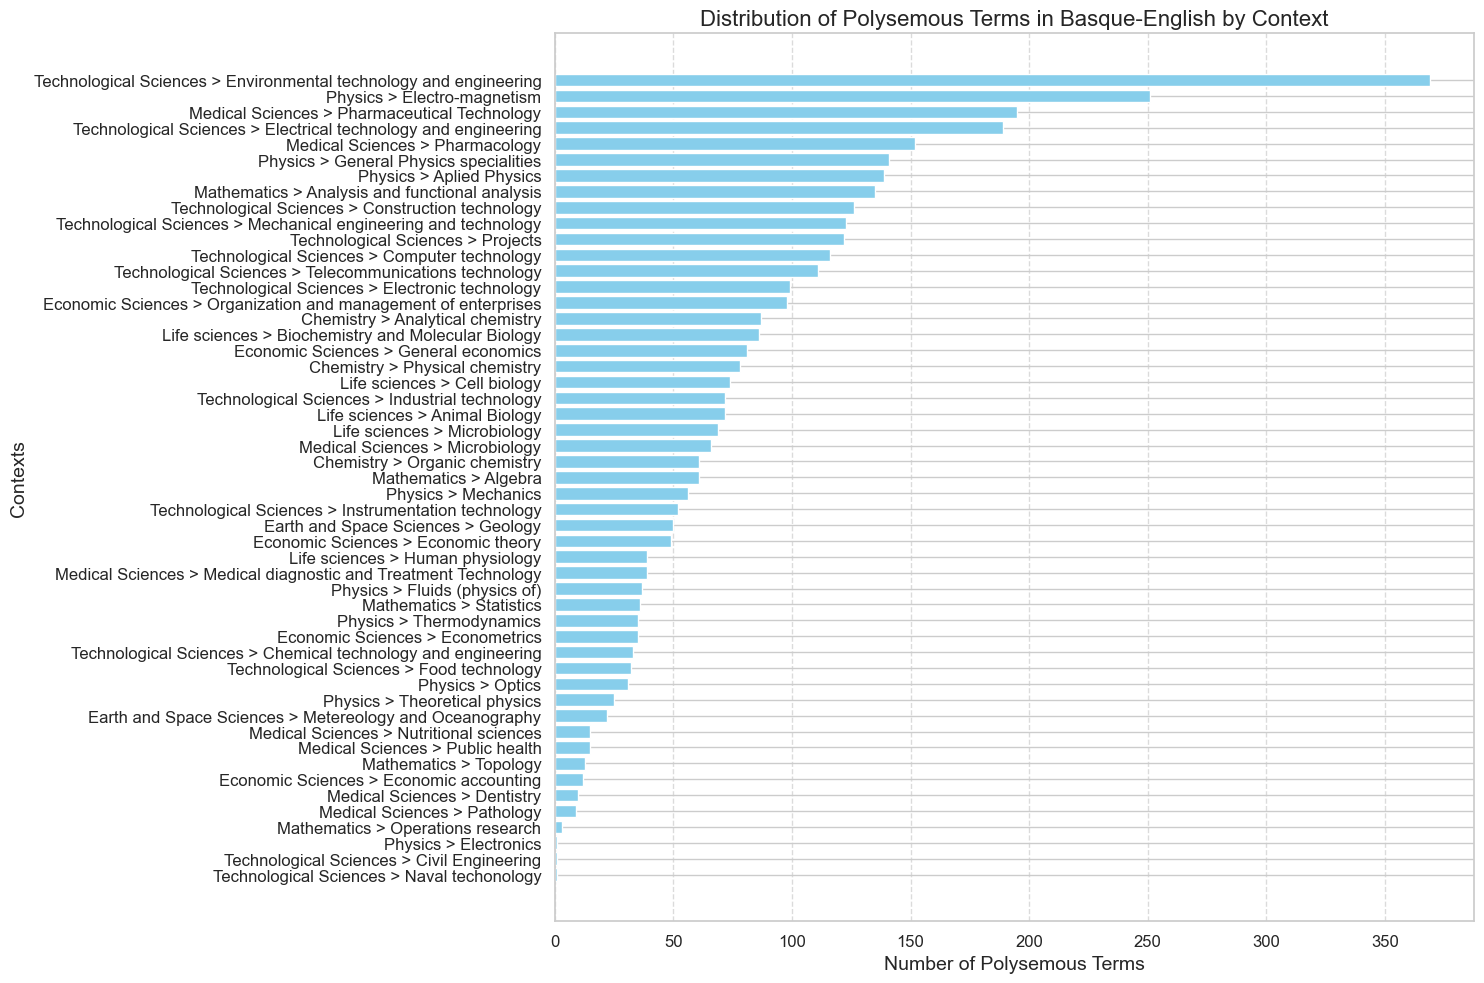 Distribution of Polysemous Terms in Basque-English by Context
Technological Sciences > Environmental technology and engineering
Physics > Electro-magnetism
Medical Sciences > Pharmaceutical Technology
Technological Sciences > Electrical technology and engineering
Medical Sciences > Pharmacology
Physics > General Physics specialities
Physics > Aplied Physics
Mathematics > Analysis and functional analysis
Technological Sciences > Construction technology
Technological Sciences > Mechanical engineering and technology
Technological Sciences > Projects
Technological Sciences > Computer technology
Technological Sciences > Telecommunications technology
Technological Sciences > Electronic technology
Economic Sciences > Organization and management of enterprises
Chemistry > Analytical chemistry
Life sciences > Biochemistry and Molecular Biology
Economic Sciences > General economics
Chemistry > Physical chemistry
Life sciences > Cell biology
Technological Sciences > Industrial technology
Life sciences > Animal Biology
Life sciences > Microbiology
Medical Sciences > Microbiology
Chemistry > Organic chemistry
Mathematics > Algebra
Physics > Mechanics
Technological Sciences > Instrumentation technology
Earth and Space Sciences > Geology
Economic Sciences > Economic theory
Life sciences > Human physiology
Medical Sciences > Medical diagnostic and Treatment Technology
Physics > Fluids (physics of)
Mathematics > Statistics
Physics > Thermodynamics
Economic Sciences > Econometrics
Technological Sciences > Chemical technology and engineering
Technological Sciences > Food technology
Physics > Optics
Physics > Theoretical physics
Earth and Space Sciences > Metereology and Oceanography
Medical Sciences > Nutritional sciences
Medical Sciences > Public health
Mathematics > Topology
Economic Sciences > Economic accounting
Medical Sciences > Dentistry
Medical Sciences > Pathology
Mathematics > Operations research
Physics > Electronics
Technological Sciences > Civil Engineering
Technological Sciences > Naval techonology
Contexts
0 50 100 150 200 250 300 350
Number of Polysemous Terms